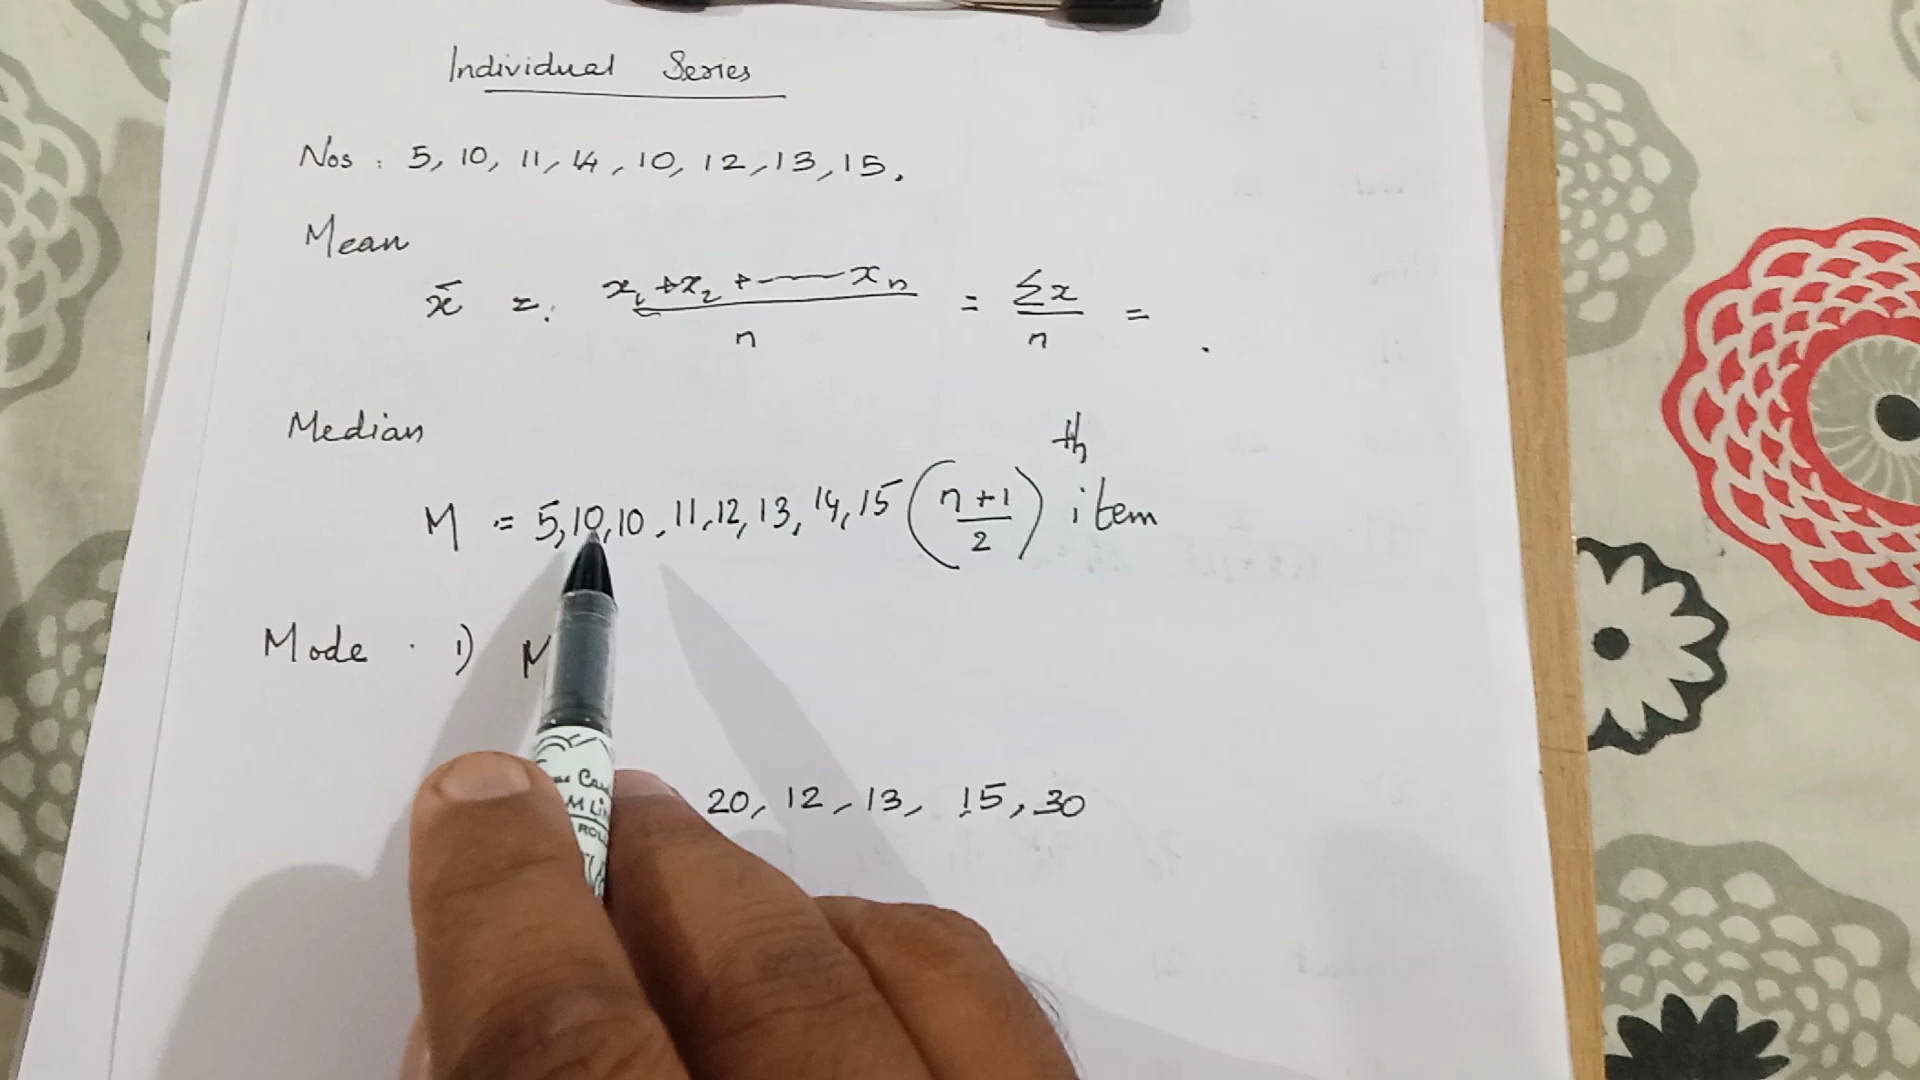 Individual Series
Nos : 5, 10, 11, 14, 10, 12, 13, 15.
Mean
x̄ = x₁+x₂+——xₙ / n = Σx / n =
Median
M = 5, 10, 10, 11, 12, 13, 14, 15 (n+1 / 2)th item
Mode 1)
20, 12, 13, 15, 30